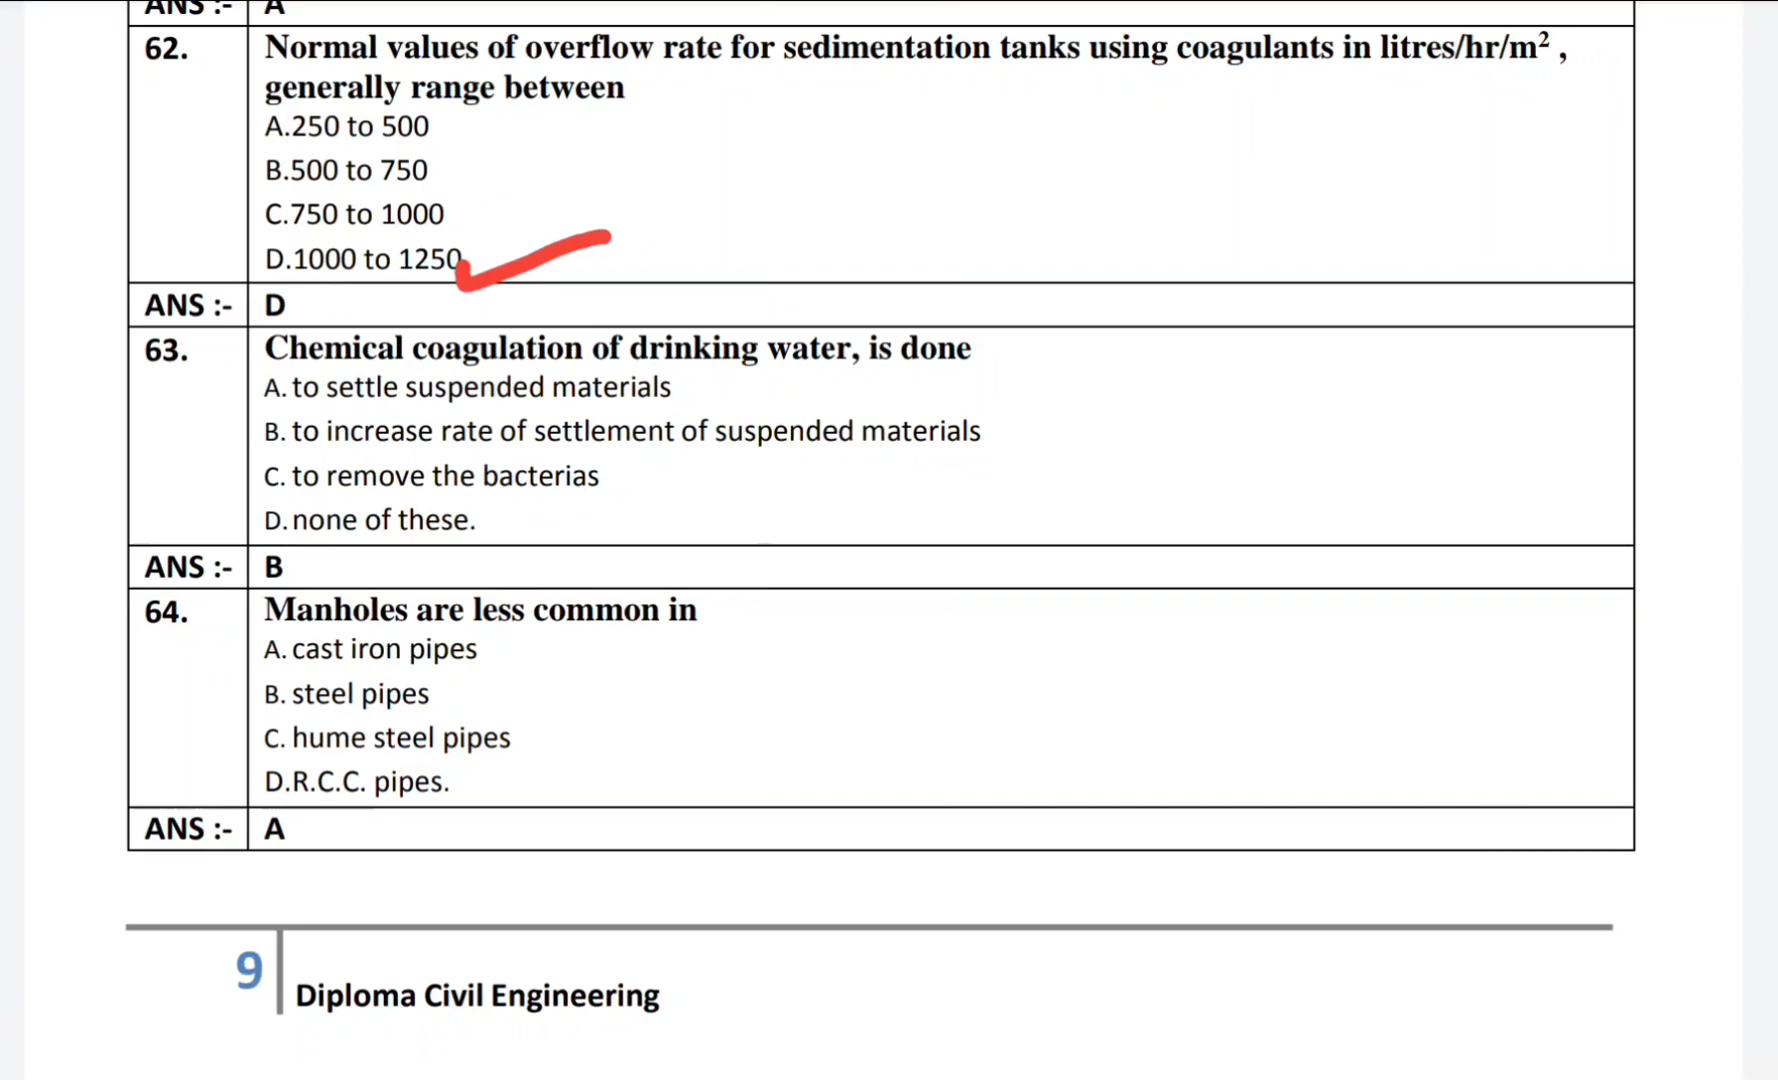 ANS :- A
62. Normal values of overflow rate for sedimentation tanks using coagulants in litres/hr/m² ,
generally range between
A.250 to 500
B.500 to 750
C.750 to 1000
D.1000 to 1250
ANS :- D
63. Chemical coagulation of drinking water, is done
A. to settle suspended materials
B. to increase rate of settlement of suspended materials
C. to remove the bacterias
D. none of these.
ANS :- B
64. Manholes are less common in
A. cast iron pipes
B. steel pipes
C. hume steel pipes
D.R.C.C. pipes.
ANS :- A
9
Diploma Civil Engineering